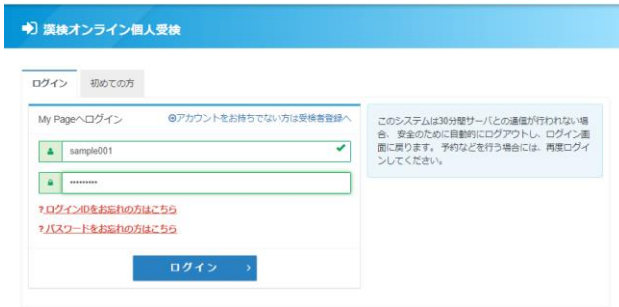 漢検オンライン個人受検
ログイン
初めての方
My Pageへログイン
アカウントをお持ちでない方は受検者登録へ
sample001
•••••••••
?ログインIDをお忘れの方はこちら
?パスワードをお忘れの方はこちら
ログイン
このシステムは30分間サーバとの通信が行われない場
合、 安全のために自動的にログアウトし、ログイン画
面に戻ります。 予約などを行う場合には、再度ログイ
ンしてください。